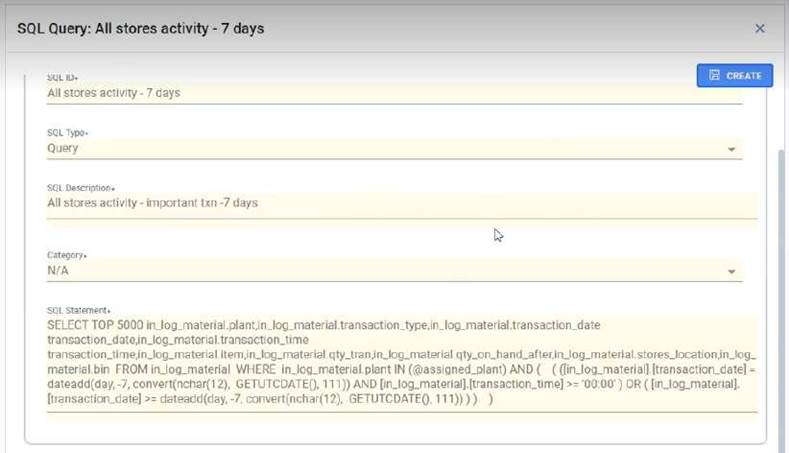 SQL Query: All stores activity - 7 days
CREATE
SQL ID*
All stores activity - 7 days
SQL Type*
Query
SQL Description*
All stores activity - important txn -7 days
Category*
N/A
SQL Statement*
SELECT TOP 5000 in_log_material.plant,in_log_material.transaction_type,in_log_material.transaction_date
transaction_date,in_log_material.transaction_time
transaction_time,in_log_material.item,in_log_material.qty_tran,in_log_material.qty_on_hand_after,in_log_material.stores_location,in_log_
material.bin FROM in_log_material WHERE in_log_material.plant IN (@assigned_plant) AND ( ( ([in_log_material].[transaction_date] =
dateadd(day, -7, convert(nchar(12), GETUTCDATE(), 111)) AND [in_log_material].[transaction_time] >= '00:00' ) OR ( [in_log_material].
[transaction_date] >= dateadd(day, -7, convert(nchar(12), GETUTCDATE(), 111)) ) ) )